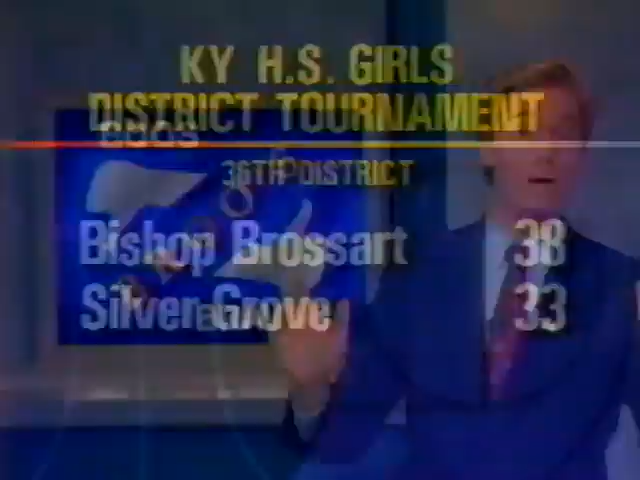 KY H.S. GIRLS
DISTRICT TOURNAMENT
36TH DISTRICT
Bishop Brossart 38
Silver Grove 33